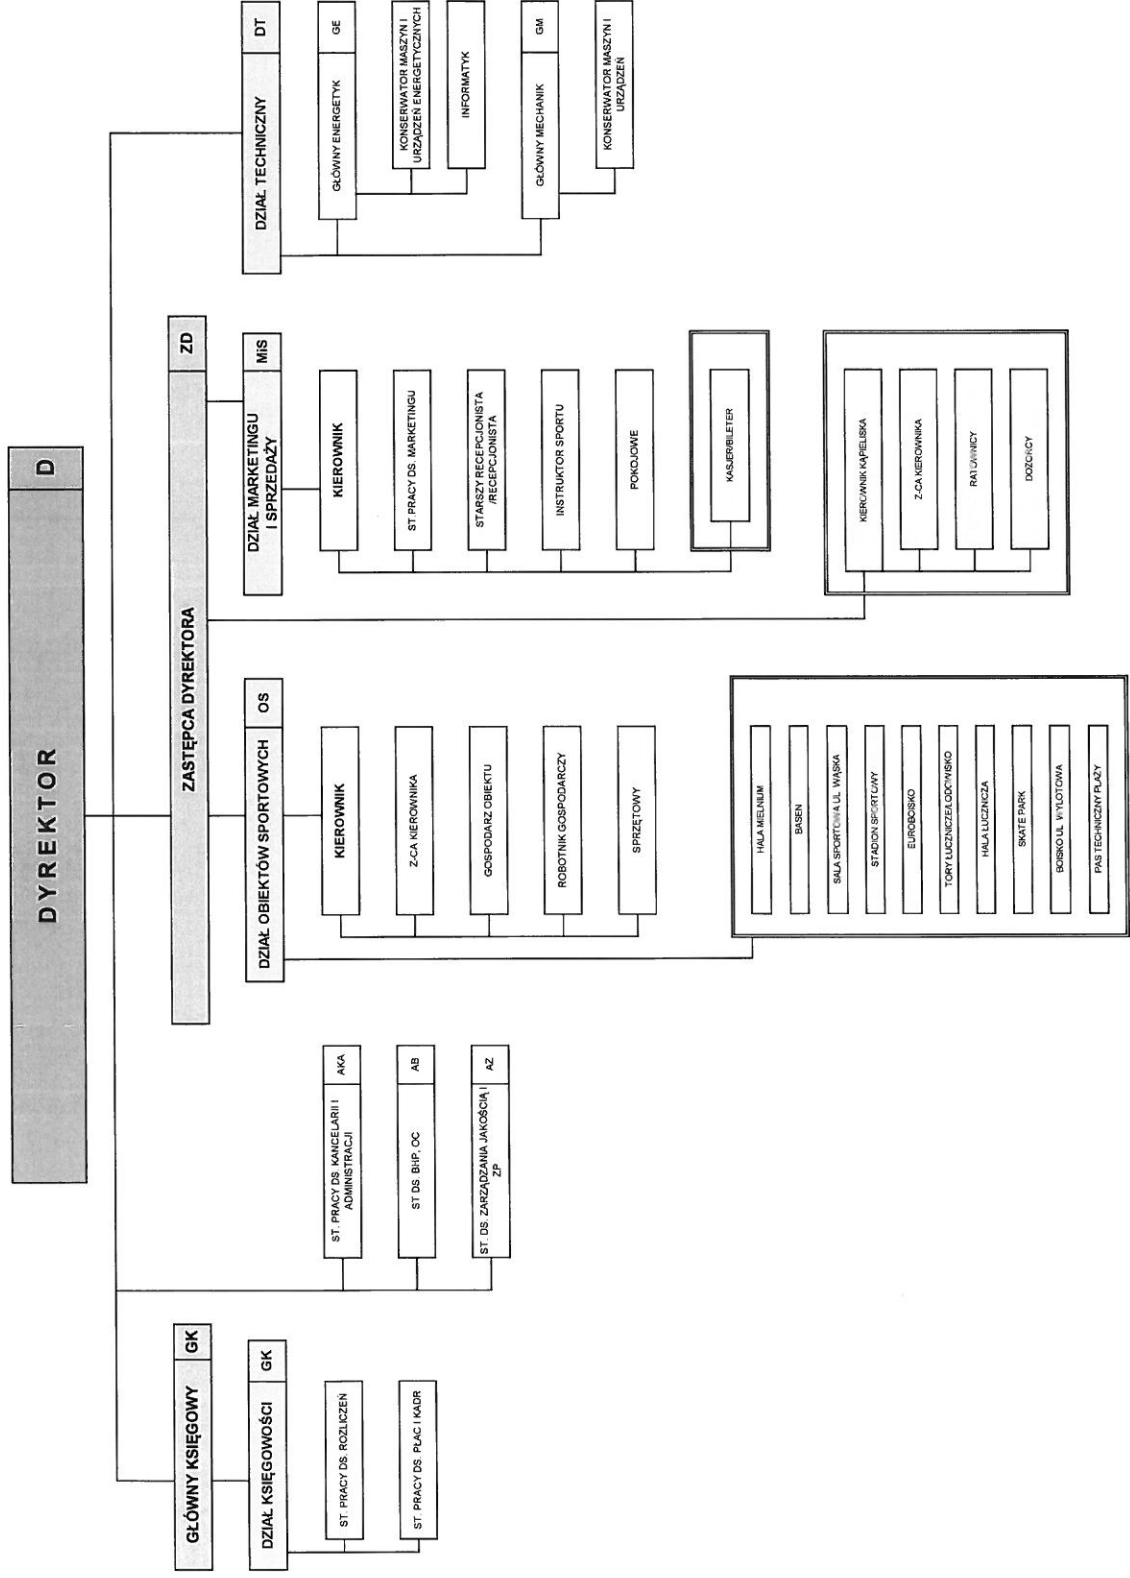 DYREKTOR
D
GŁÓWNY KSIĘGOWY
GK
DZIAŁ KSIĘGOWOŚCI
GK
ST. PRACY DS. ROZLICZEŃ
ST. PRACY DS. PŁAC I KADR
ST. PRACY DS. KANCELARII I
ADMINISTRACJI
AKA
ST DS. BHP, OC
AB
ST. DS. ZARZĄDZANIA JAKOŚCIĄ I
ZP
AZ
ZASTĘPCA DYREKTORA
ZD
DZIAŁ OBIEKTÓW SPORTOWYCH
OS
KIEROWNIK
Z-CA KIEROWNIKA
GOSPODARZ OBIEKTU
ROBOTNIK GOSPODARCZY
SPRZĘTOWY
HALA MIELNIUM
BASEN
SALA SPORTOWA UL. WĄSKA
STADION SPORTOWY
EUROBOISKO
TORY ŁUCZNICZE/LODOWISKO
HALA ŁUCZNICZA
SKATE PARK
BOISKO UL. WYLOTOWA
PAS TECHNICZNY PLAŻY
DZIAŁ MARKETINGU
I SPRZEDAŻY
MiS
KIEROWNIK
ST.PRACY DS. MARKETINGU
STARSZY RECEPCJONISTA
/RECEPCJONISTA
INSTRUKTOR SPORTU
POKOJOWE
KASJER/BILETER
KIEROWNIK KĄPIELISKA
Z-CA KIEROWNIKA
RATOWNICY
DOZORCY
DZIAŁ TECHNICZNY
DT
GŁÓWNY ENERGETYK
GE
KONSERWATOR MASZYN I
URZĄDZEŃ ENERGETYCZNYCH
INFORMATYK
GŁÓWNY MECHANIK
GM
KONSERWATOR MASZYN I
URZĄDZEŃ